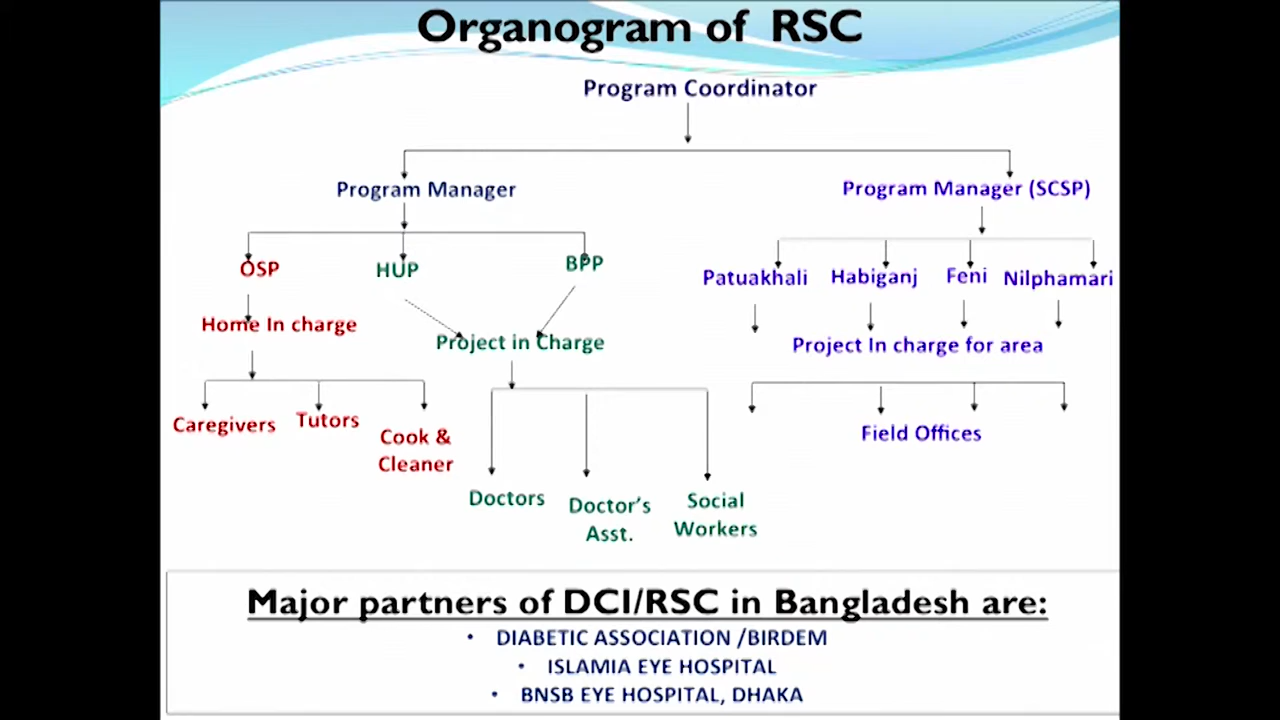 Organogram of RSC
Program Coordinator
Program Manager
Program Manager (SCSP)
OSP
HUP
BPP
Patuakhali
Habiganj
Feni
Nilphamari
Home In charge
Project in Charge
Project In charge for area
Caregivers
Tutors
Cook &
Cleaner
Field Offices
Doctors
Doctor's
Asst.
Social
Workers
Major partners of DCI/RSC in Bangladesh are:
• DIABETIC ASSOCIATION /BIRDEM
• ISLAMIA EYE HOSPITAL
• BNSB EYE HOSPITAL, DHAKA